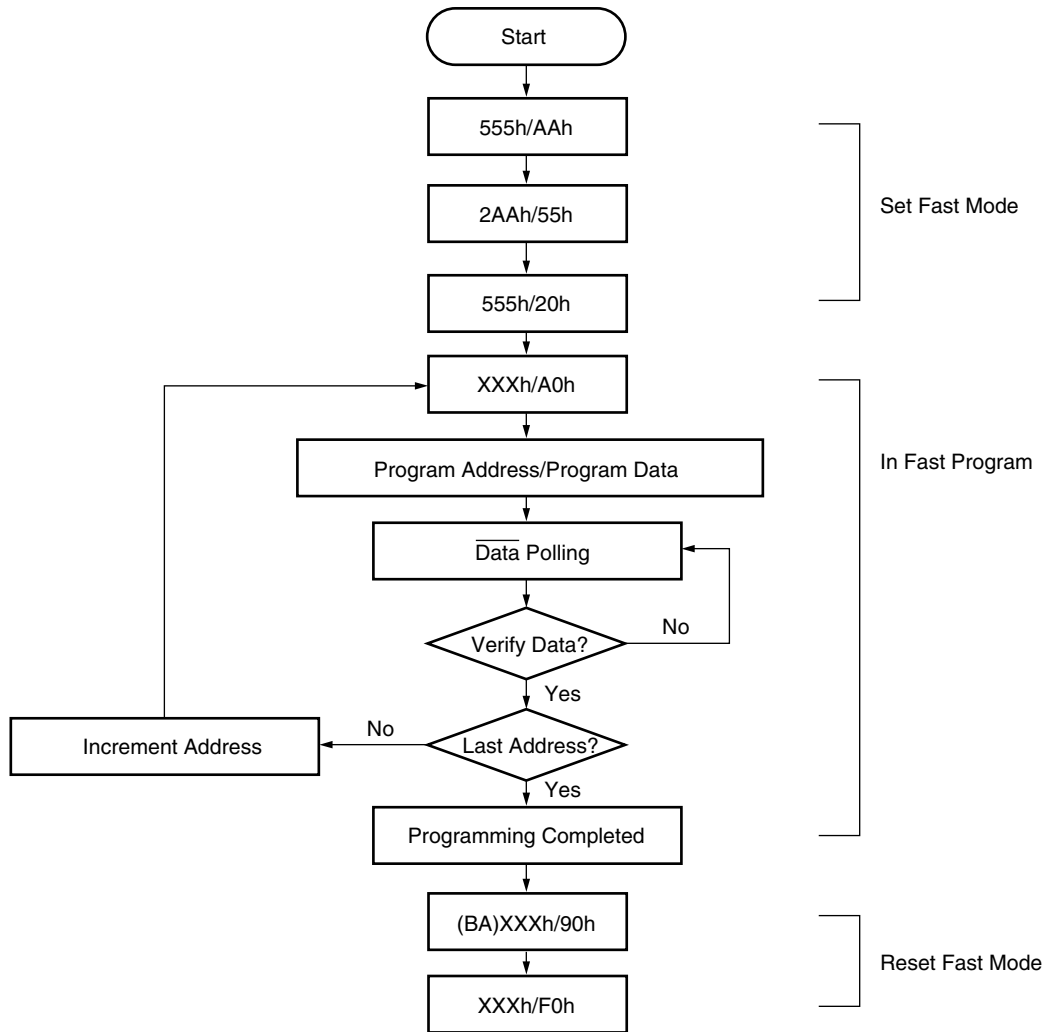 Start
555h/AAh
2AAh/55h
Set Fast Mode
555h/20h
XXXh/A0h
Program Address/Program Data
In Fast Program
Data Polling
Verify Data?
No
Yes
Increment Address
No
Last Address?
Yes
Programming Completed
(BA)XXXh/90h
Reset Fast Mode
XXXh/F0h